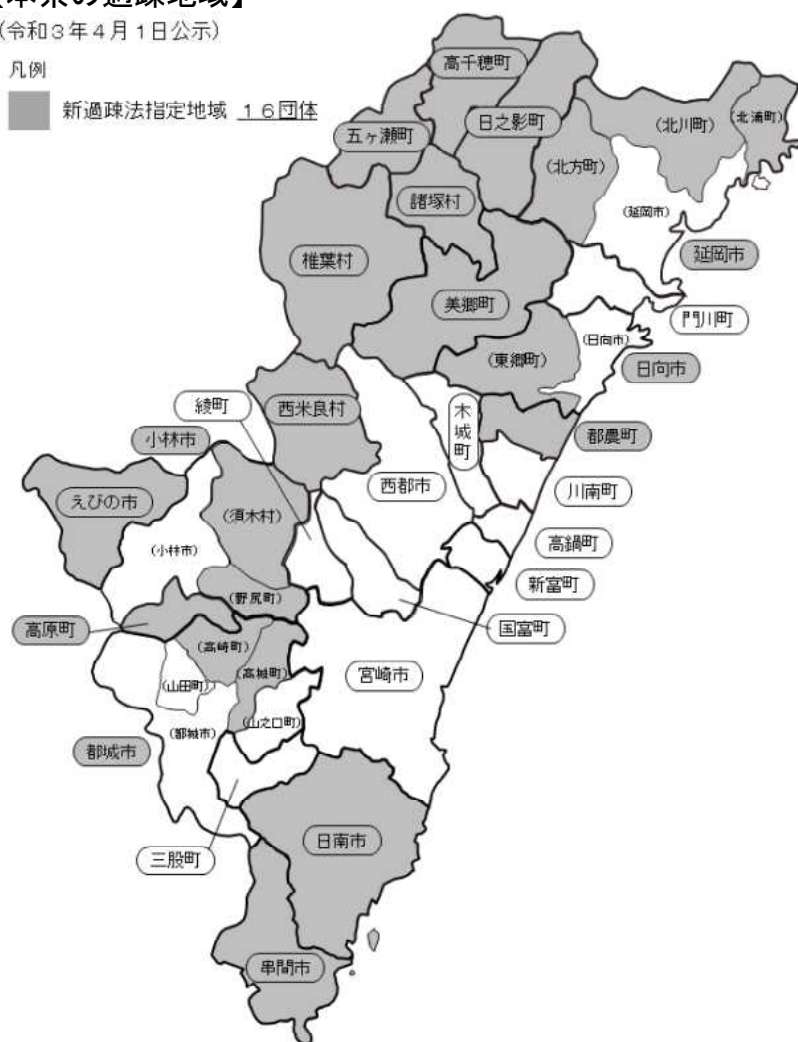 【本県の過疎地域】
(令和3年4月1日公示)
凡例
新過疎法指定地域 16団体
高千穂町
日之影町
五ヶ瀬町
(北川町)
(北浦町)
(北方町)
諸塚村
(延岡市)
椎葉村
延岡市
美郷町
門川町
(日向市)
(東郷町)
日向市
綾町
西米良村
木城町
小林市
都農町
えびの市
西都市
川南町
(須木村)
(小林市)
高鍋町
新富町
(野尻町)
高原町
国富町
(高崎町)
(高城町)
宮崎市
(山田町)
(山之口町)
(都城市)
都城市
日南市
三股町
串間市